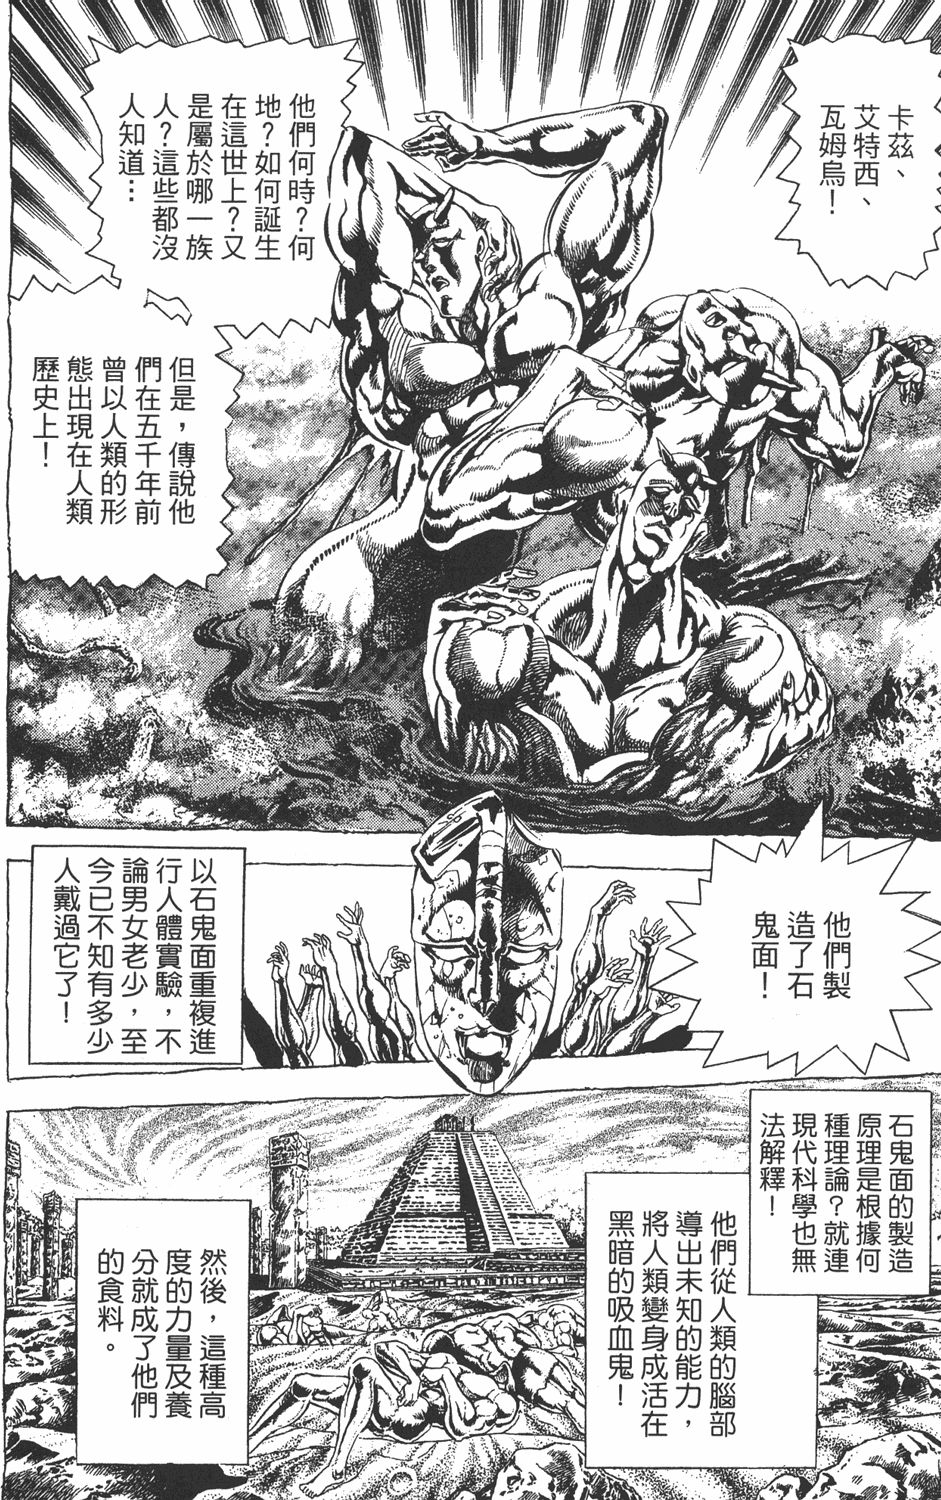 卡茲、
艾特西、
瓦姆烏！
他們何時？何
地？如何誕生
在這世上？又
是屬於哪一族
人？這些都沒
人知道…
但是，傳說他
們在五千年前
曾以人類的形
態出現在人類
歷史上！
他們製
造了石
鬼面！
以石鬼面重複進
行人體實驗，不
論男女老少，至
今已不知有多少
人戴過它了！
石鬼面的製造
原理是根據何
種理論？就連
現代科學也無
法解釋！
他們從人類的腦部
導出未知的能力，
將人類變身成活在
黑暗的吸血鬼！
然後，這種高
度的力量及養
分就成了他們
的食料。